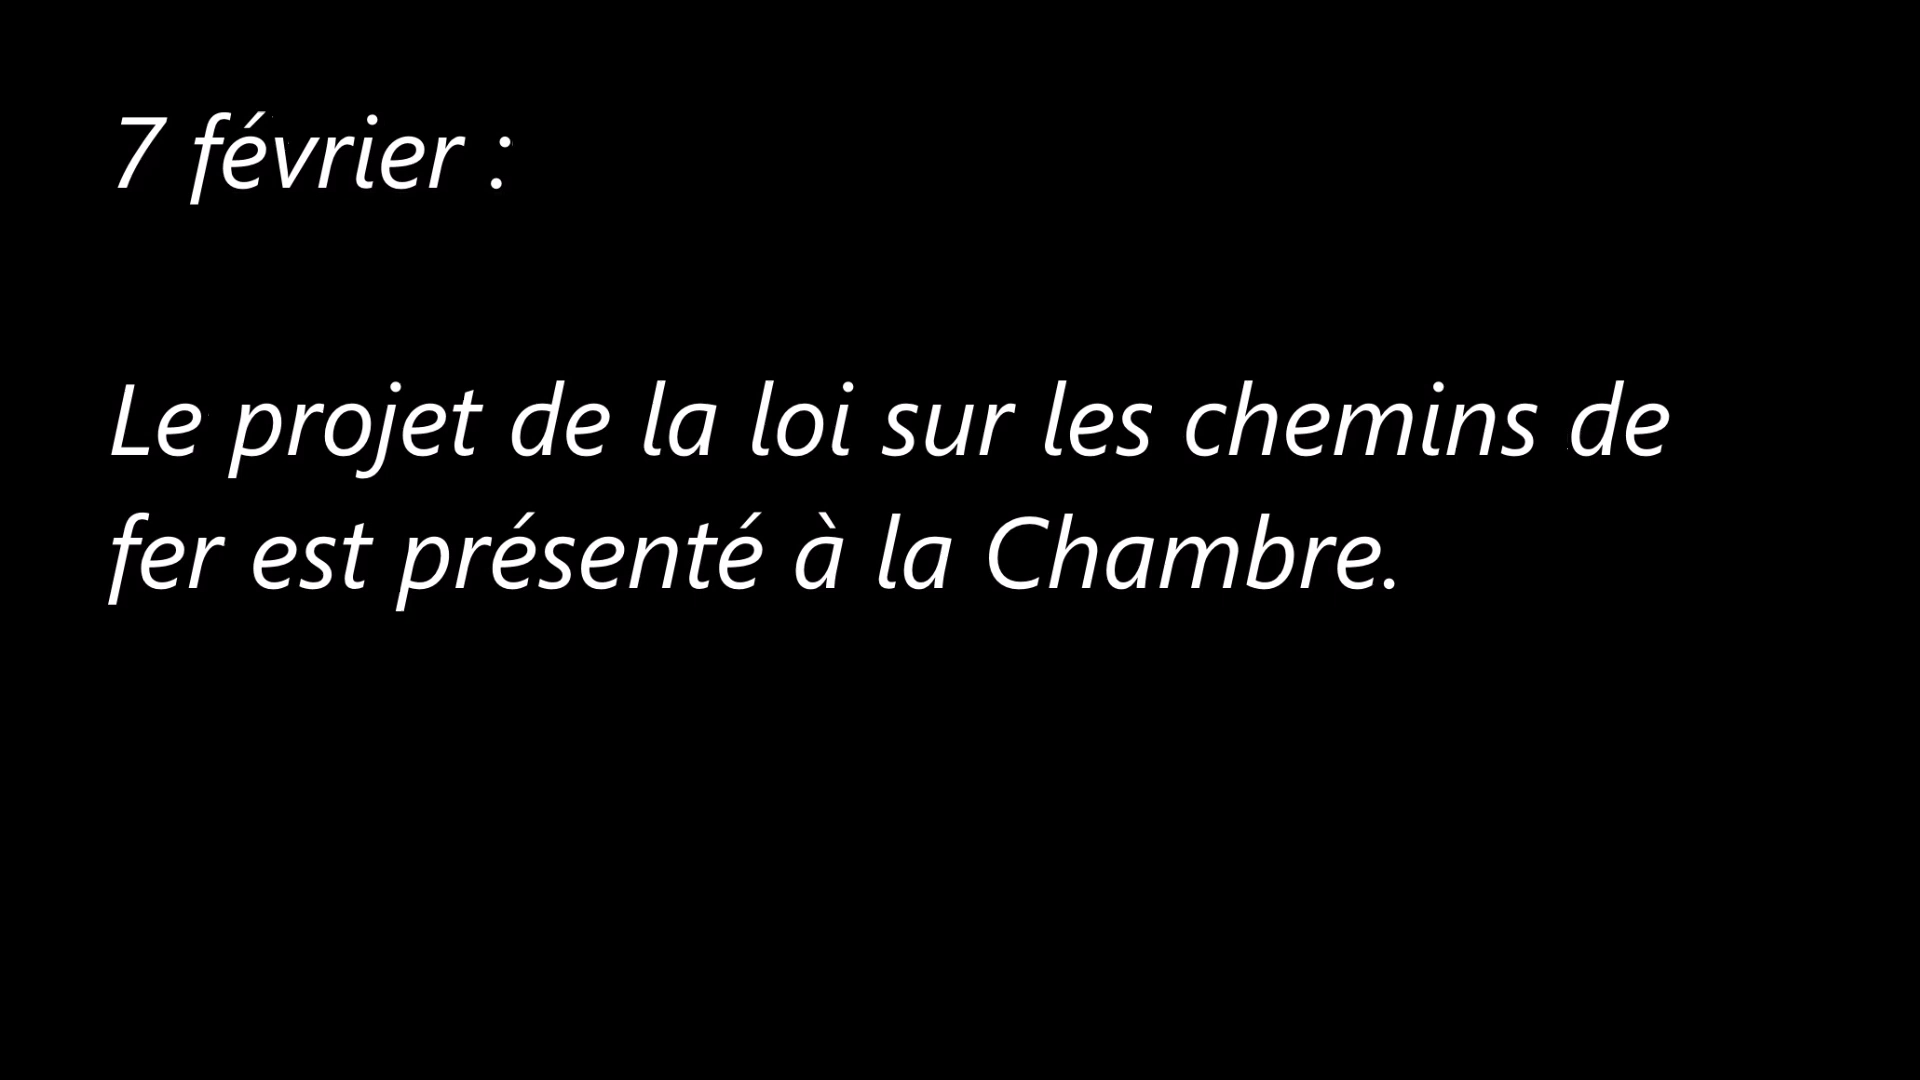 7 février :
Le projet de la loi sur les chemins de
fer est présenté à la Chambre.